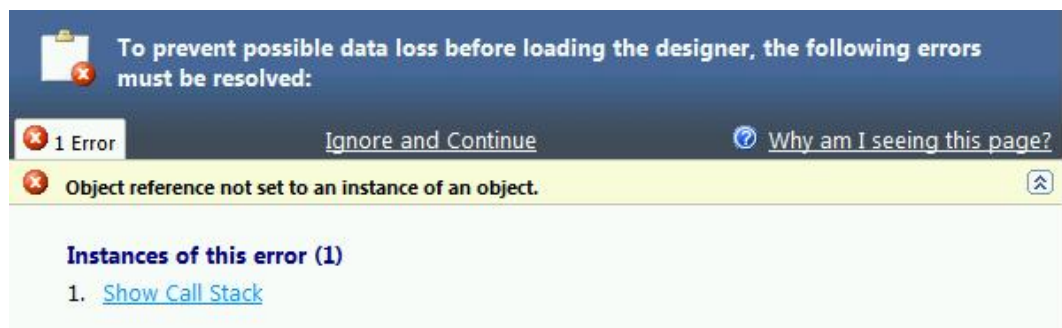 To prevent possible data loss before loading the designer, the following errors
must be resolved:
1 Error
Ignore and Continue
Why am I seeing this page?
Object reference not set to an instance of an object.
Instances of this error (1)
1. Show Call Stack